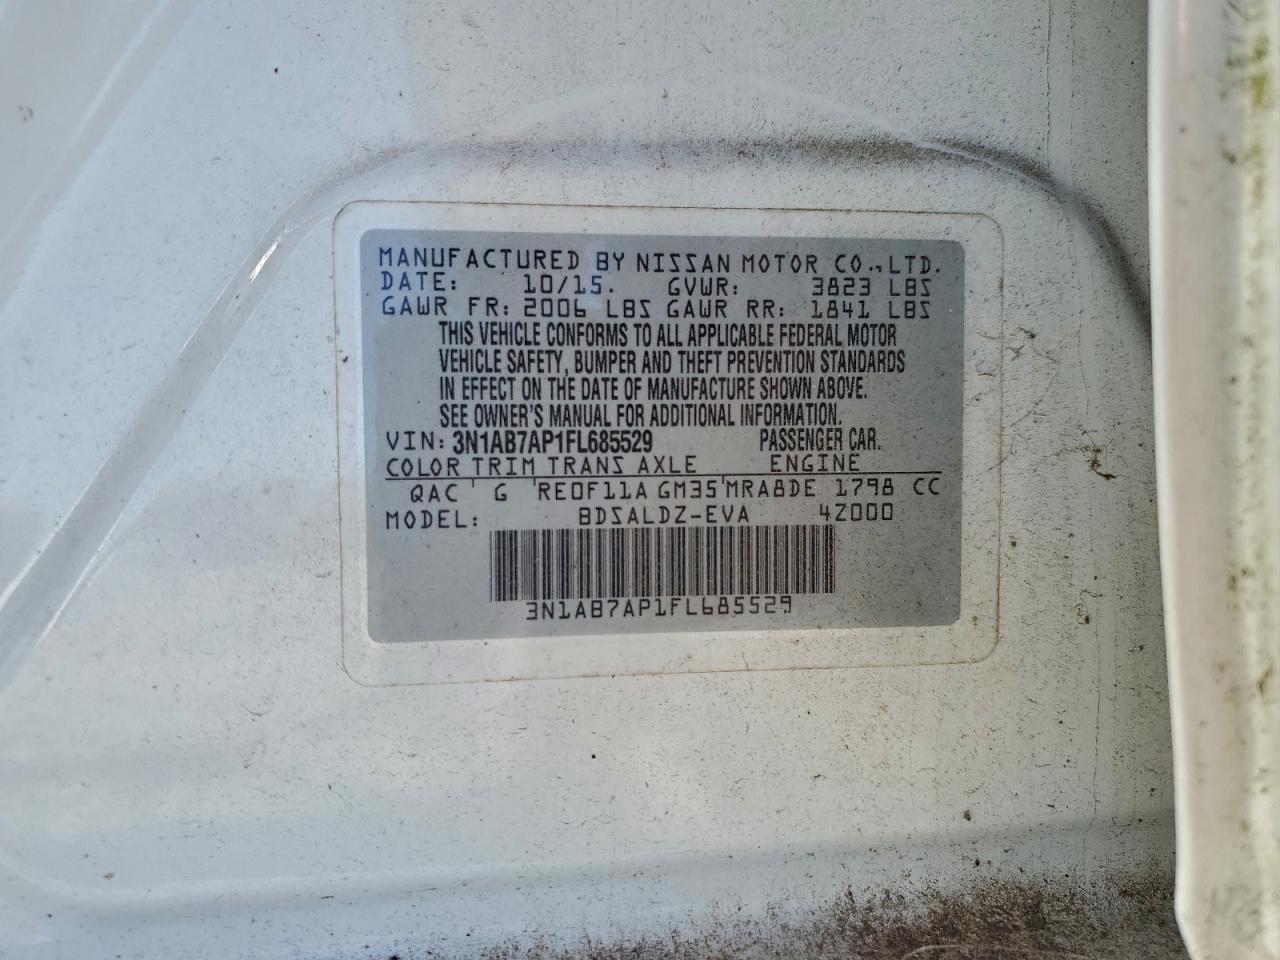 MANUFACTURED BY NISSAN MOTOR CO., LTD.
DATE: 10/15. GVWR: 3823 LBS
GAWR FR: 2006 LBS GAWR RR: 1841 LBS
THIS VEHICLE CONFORMS TO ALL APPLICABLE FEDERAL MOTOR
VEHICLE SAFETY, BUMPER AND THEFT PREVENTION STANDARDS
IN EFFECT ON THE DATE OF MANUFACTURE SHOWN ABOVE.
SEE OWNER'S MANUAL FOR ADDITIONAL INFORMATION.
VIN: 3N1AB7AP1FL685529 PASSENGER CAR.
COLOR TRIM TRANS AXLE ENGINE
QAC G RE0F11A GM35 MRA8DE 1798 CC
MODEL: BDSALDZ-EVA 4Z000
3N1AB7AP1FL685529